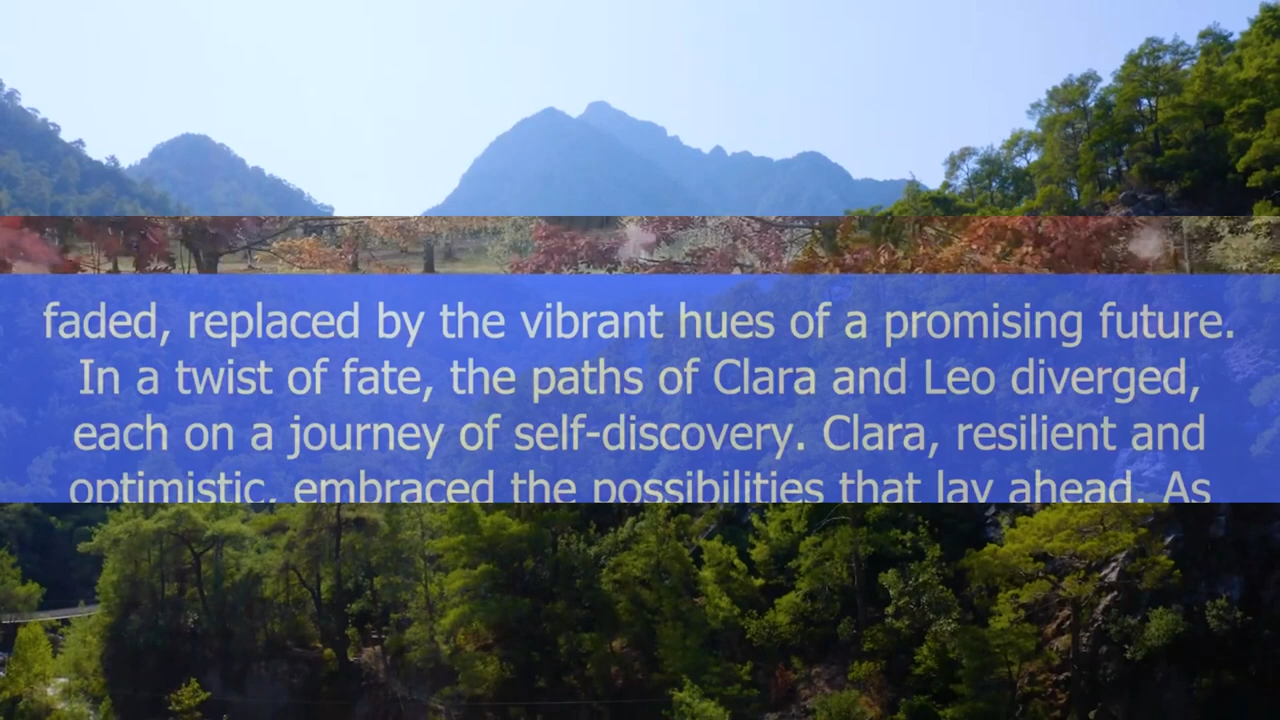 faded, replaced by the vibrant hues of a promising future.
In a twist of fate, the paths of Clara and Leo diverged,
each on a journey of self-discovery. Clara, resilient and
optimistic, embraced the possibilities that lay ahead. As